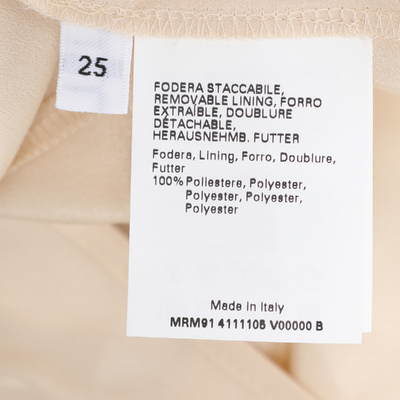 25
FODERA STACCABILE,
REMOVABLE LINING, FORRO
EXTRAÍBLE, DOUBLURE
DÉTACHABLE,
HERAUSNEHMB. FUTTER
Fodera, Lining, Forro, Doublure,
Futter
100% Poliestere, Polyester,
Polyester, Polyester,
Polyester
Made in Italy
MRM91 4111105 V00000 B